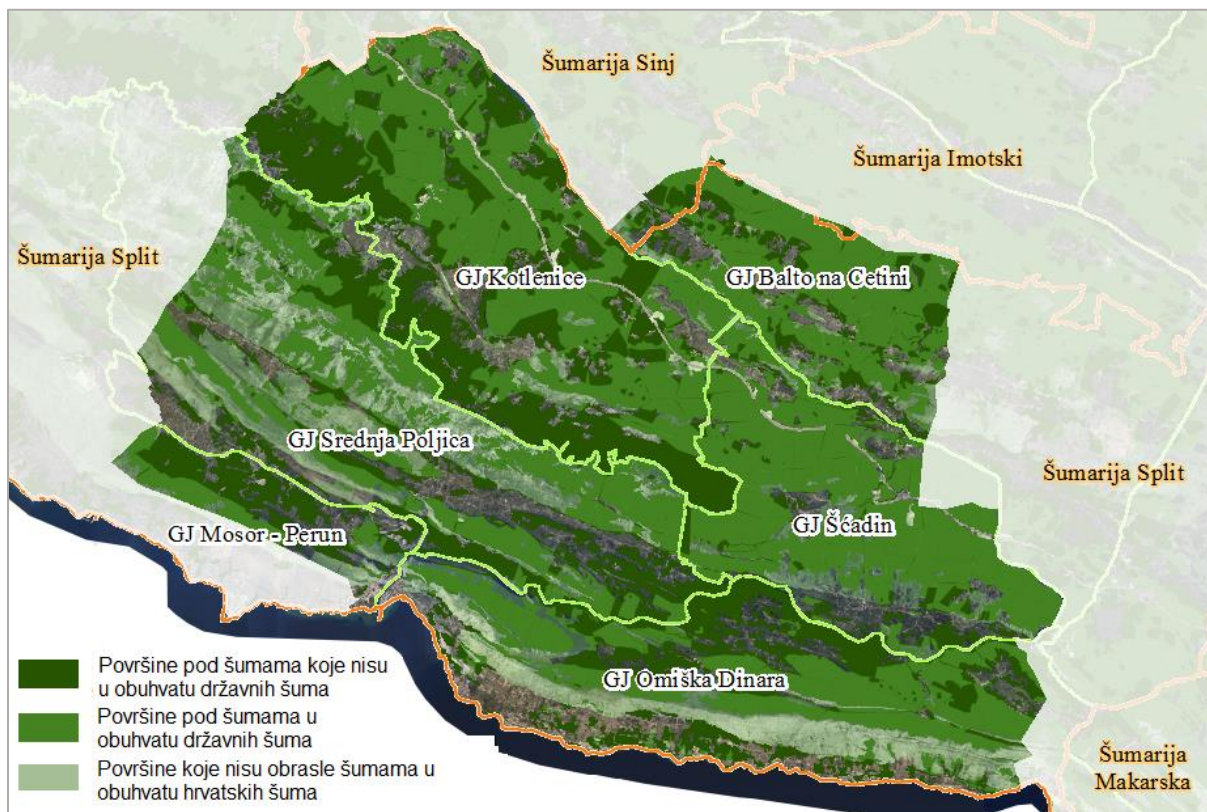 Šumarija Sinj
Šumarija Imotski
Šumarija Split
GJ Kotlenice
GJ Balto na Cetini
GJ Srednja Poljica
Šumarija Split
GJ Mosor - Perun
GJ Šćadin
GJ Omiška Dinara
Šumarija
Makarska
Površine pod šumama koje nisu
u obuhvatu državnih šuma
Površine pod šumama u
obuhvatu državnih šuma
Površine koje nisu obrasle šumama u
obuhvatu hrvatskih šuma